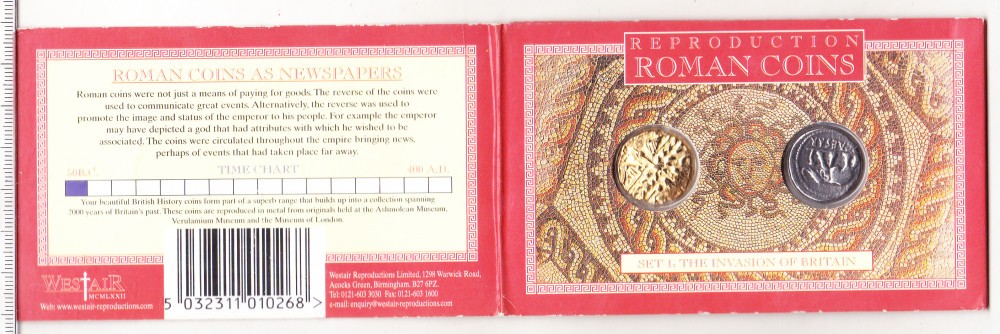 ROMAN COINS AS NEWSPAPERS
Roman coins were not just a means of paying for goods. The reverse of the coins were
used to communicate great events. Alternatively, the reverse was used to
promote the image and status of the emperor to his people. For example the emperor
may have depicted a god that had attributes with which he wished to be
associated. The coins were circulated throughout the empire bringing news,
perhaps of events that had taken place far away.
50B.C. TIME CHART 400 A.D.
Your beautiful British History coins form part of a superb range that builds up into a collection spanning
2000 years of Britain's past. These coins are reproduced in metal from originals held at the Ashmolean Museum,
Verulamium Museum and the Museum of London.
WESTAIR
MCMLXXII
Web: www.westair-reproductions.com
5 032311 010268 >
Westair Reproductions Limited, 1298 Warwick Road,
Acocks Green, Birmingham, B27 6PZ.
Tel: 0121-603 3030 Fax: 0121-603 1600
e-mail: enquiry@westair-reproductions.com
REPRODUCTION
ROMAN COINS
SET 1. THE INVASION OF BRITAIN